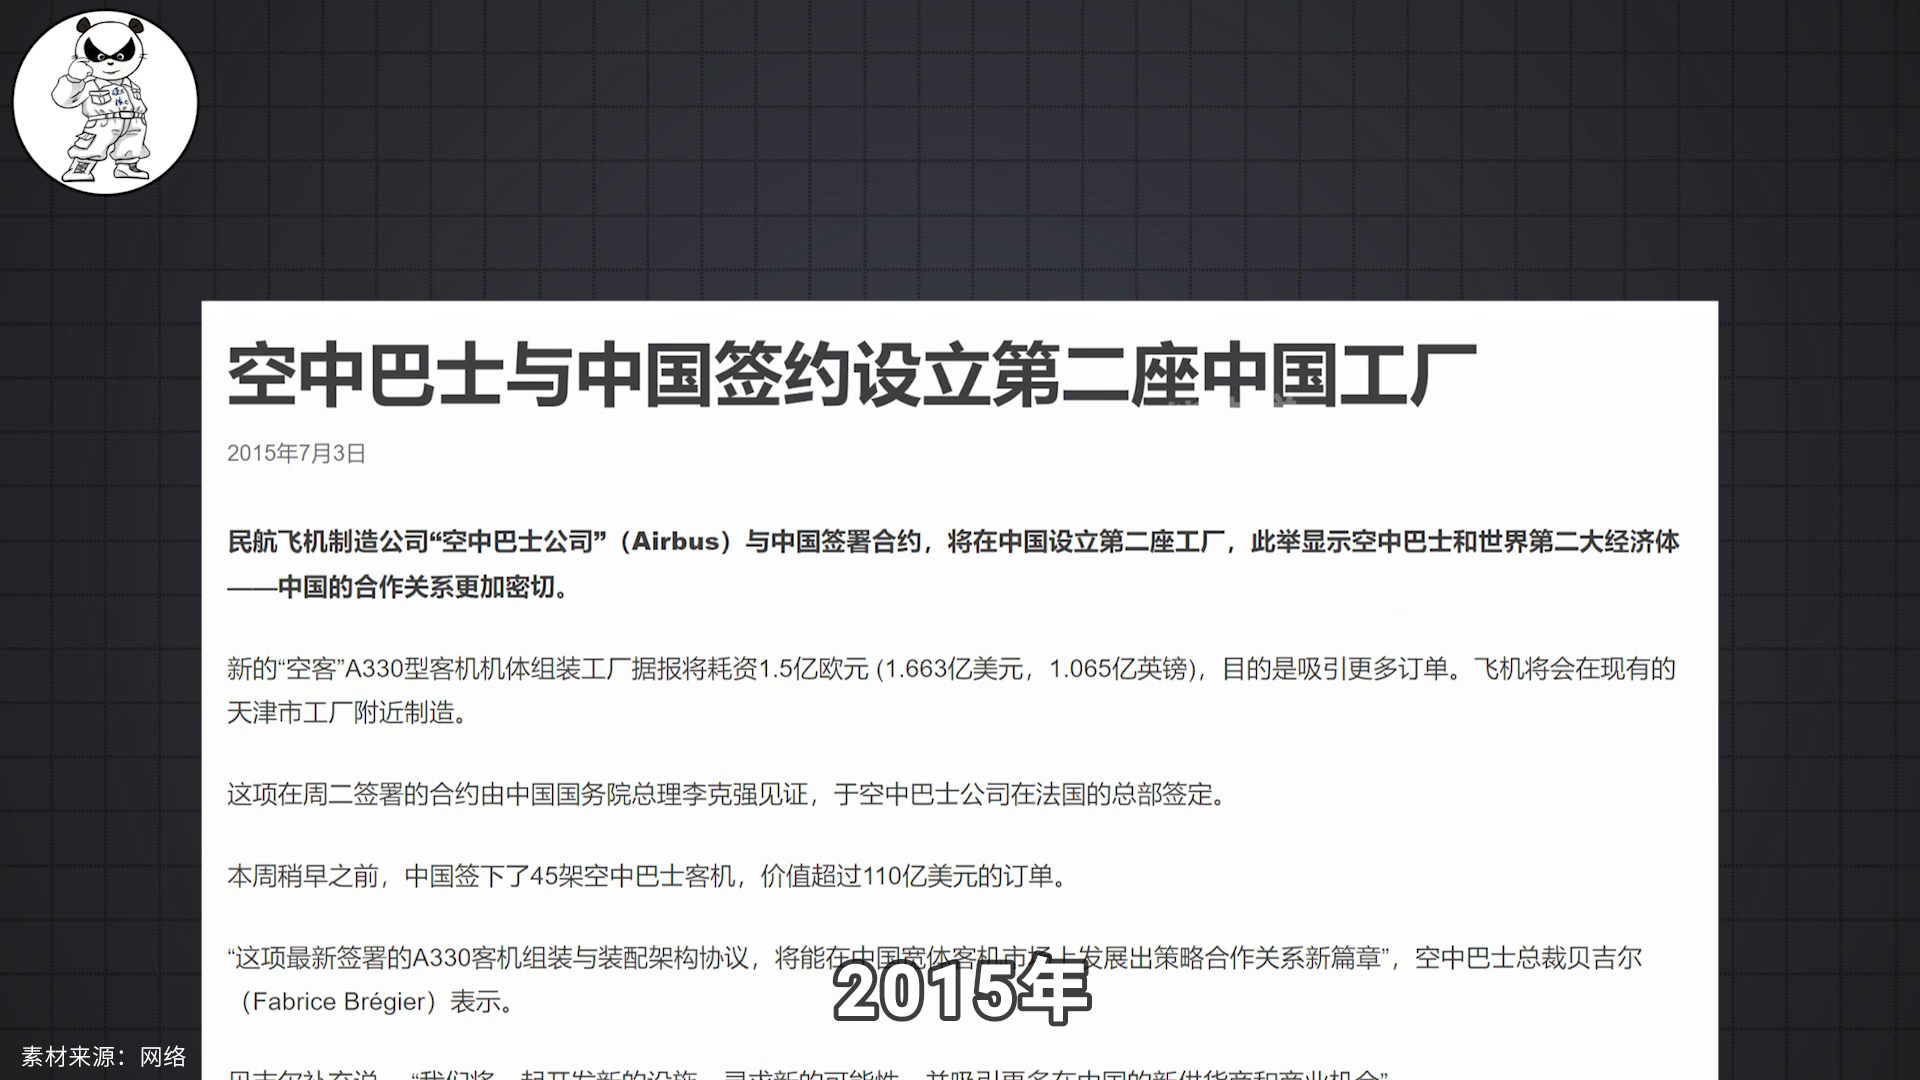 空中巴士与中国签约设立第二座中国工厂
2015年7月3日
民航飞机制造公司“空中巴士公司”（Airbus）与中国签署合约，将在中国设立第二座工厂，此举显示空中巴士和世界第二大经济体
——中国的合作关系更加密切。
新的“空客”A330型客机机体组装工厂据报将耗资1.5亿欧元 (1.663亿美元，1.065亿英镑)，目的是吸引更多订单。飞机将会在现有的
天津市工厂附近制造。
这项在周二签署的合约由中国国务院总理李克强见证，于空中巴士公司在法国的总部签定。
本周稍早之前，中国签下了45架空中巴士客机，价值超过110亿美元的订单。
“这项最新签署的A330客机组装与装配架构协议，将能在中国宽体客机市场上发展出策略合作关系新篇章”，空中巴士总裁贝吉尔
（Fabrice Brégier）表示。
2015年
素材来源：网络